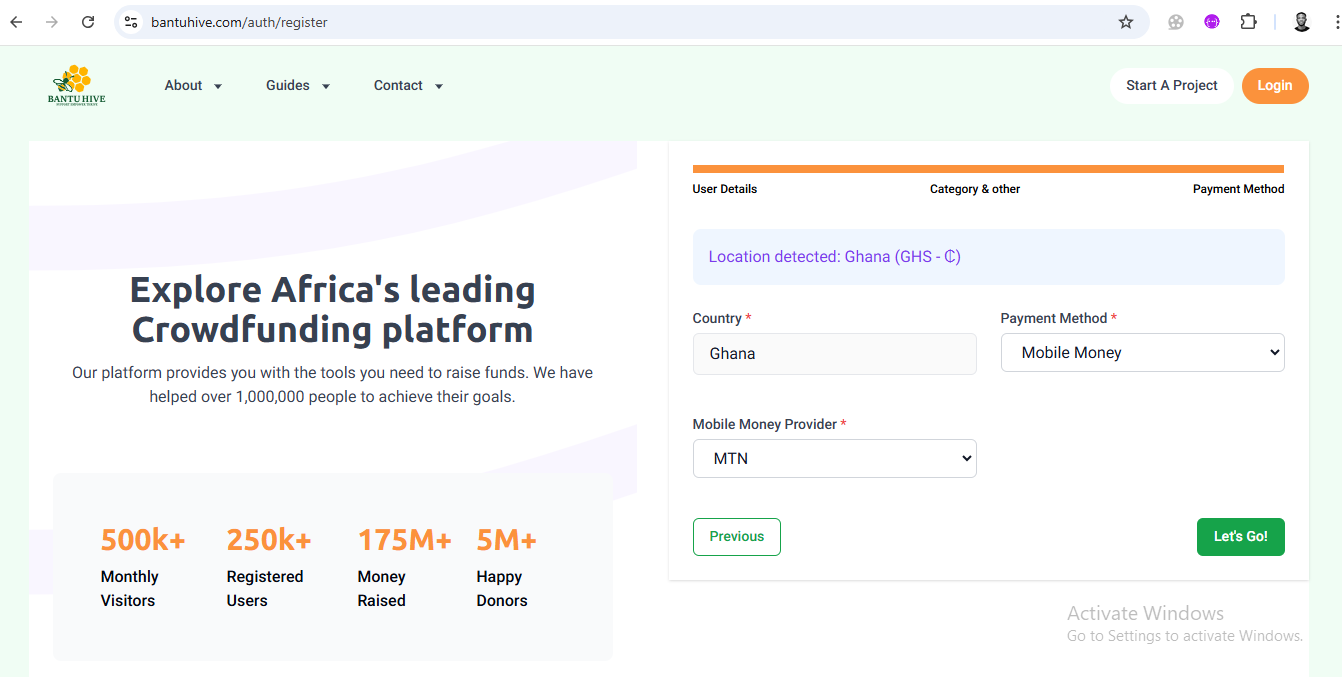 bantuhive.com/auth/register
BANTU HIVE
About
Guides
Contact
Start A Project
Login
Explore Africa's leading
Crowdfunding platform
Our platform provides you with the tools you need to raise funds. We have
helped over 1,000,000 people to achieve their goals.
500k+
Monthly
Visitors
250k+
Registered
Users
175M+
Money
Raised
5M+
Happy
Donors
User Details
Category & other
Payment Method
Location detected: Ghana (GHS - ₵)
Country *
Ghana
Payment Method *
Mobile Money
Mobile Money Provider *
MTN
Previous
Let's Go!
Activate Windows
Go to Settings to activate Windows.